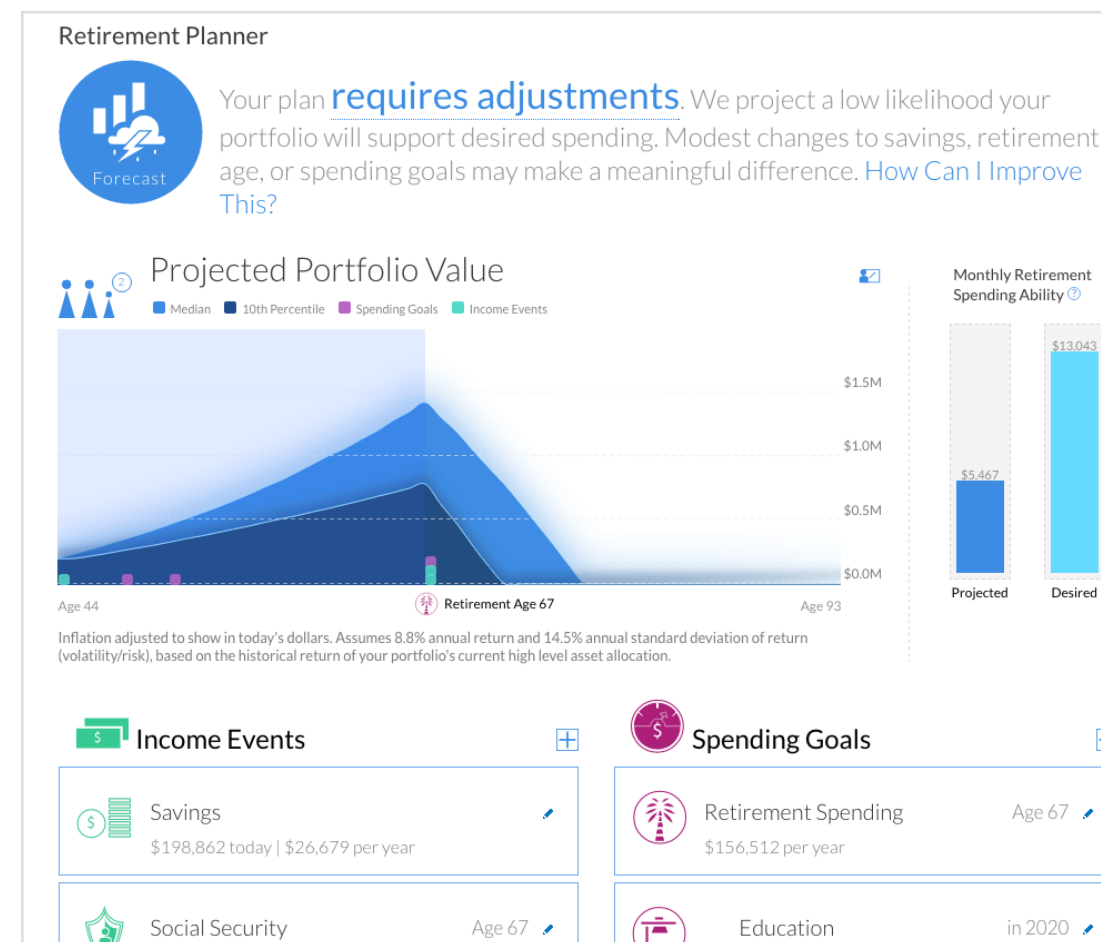 Retirement Planner
Forecast
Your plan requires adjustments. We project a low likelihood your
portfolio will support desired spending. Modest changes to savings, retirement
age, or spending goals may make a meaningful difference. How Can I Improve
This?
Projected Portfolio Value
2
Median 10th Percentile Spending Goals Income Events
$1.5M
$1.0M
$0.5M
$0.0M
Age 44
Retirement Age 67
Age 93
Inflation adjusted to show in today's dollars. Assumes 8.8% annual return and 14.5% annual standard deviation of return
(volatility/risk), based on the historical return of your portfolio's current high level asset allocation.
Monthly Retirement
Spending Ability ?
$13,043
$5,467
Projected
Desired
$ Income Events
$ Savings
$198,862 today | $26,679 per year
Social Security Age 67
$ Spending Goals
Retirement Spending Age 67
$156,512 per year
Education in 2020